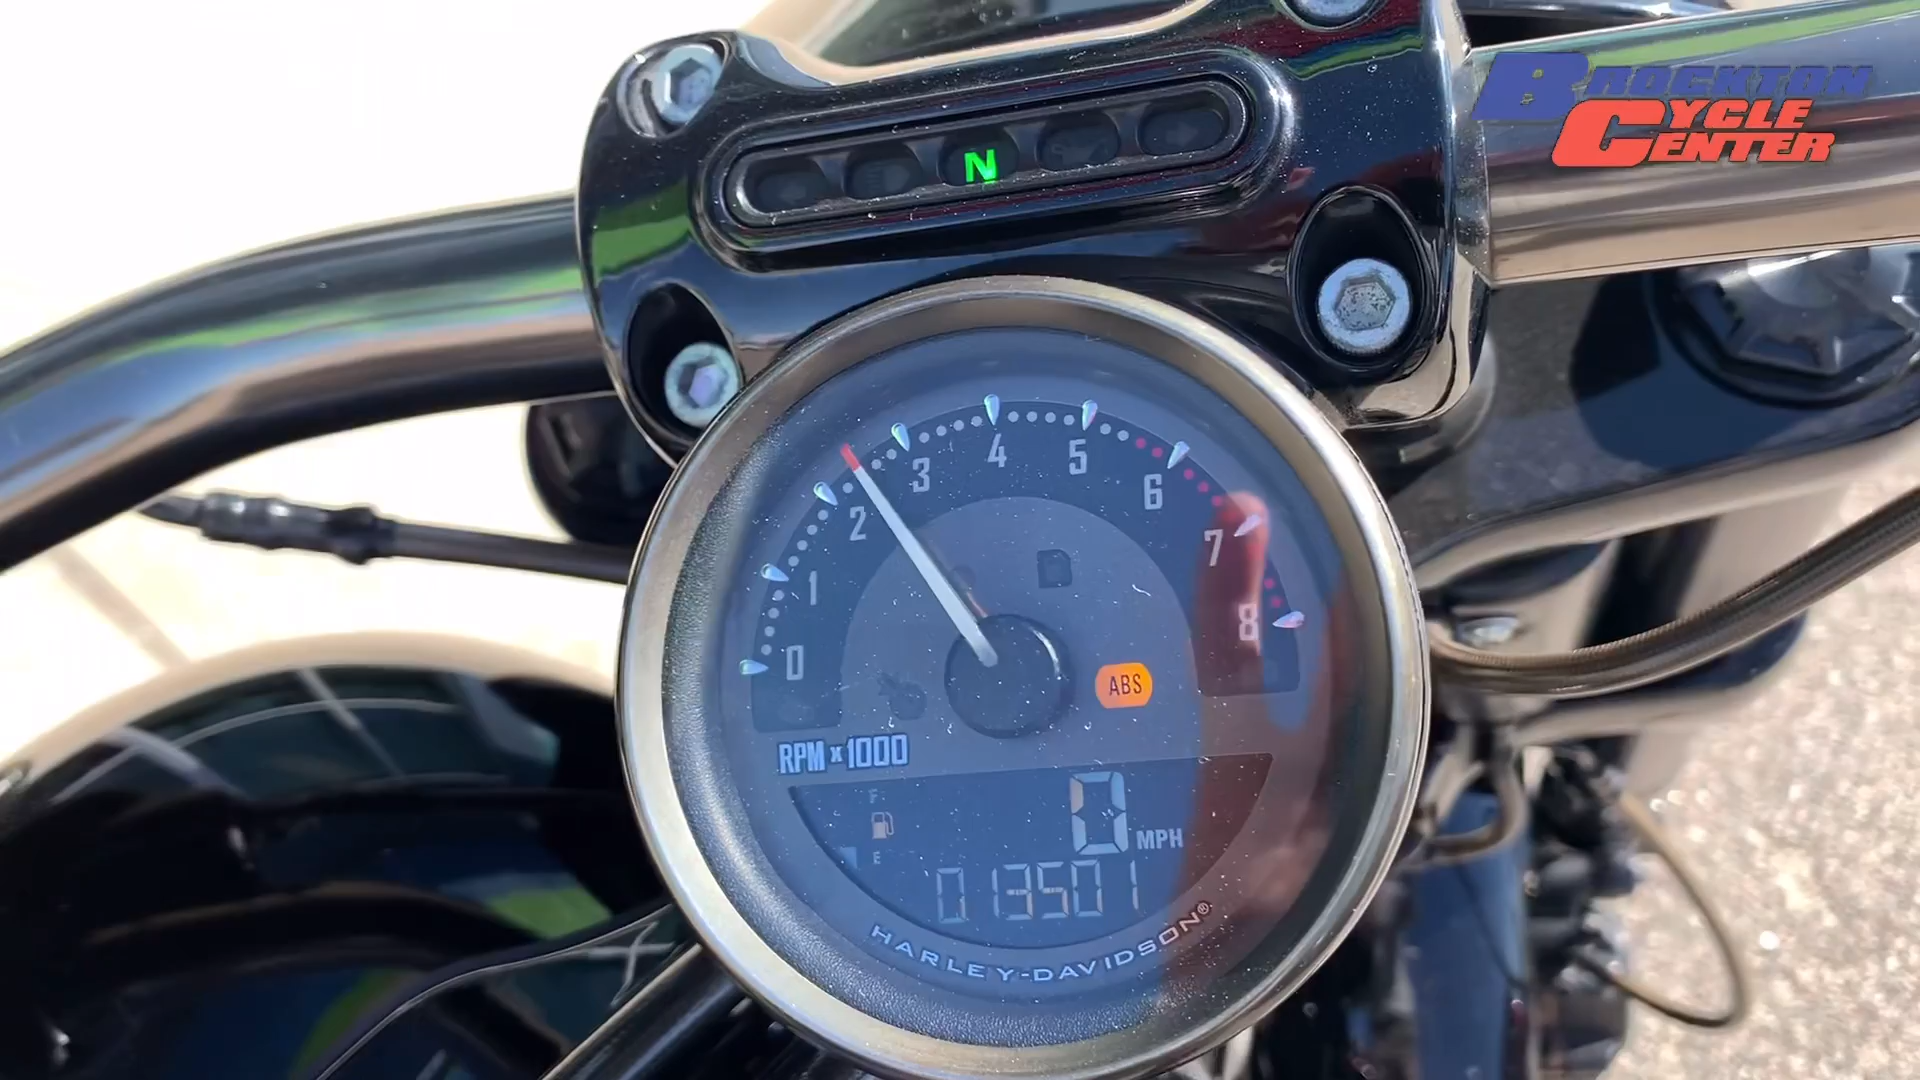 BROCKTON
CYCLE
CENTER
N
0 1 2 3 4 5 6 7 8
ABS
RPM x 1000
F
0 MPH
E
013501
HARLEY-DAVIDSON®